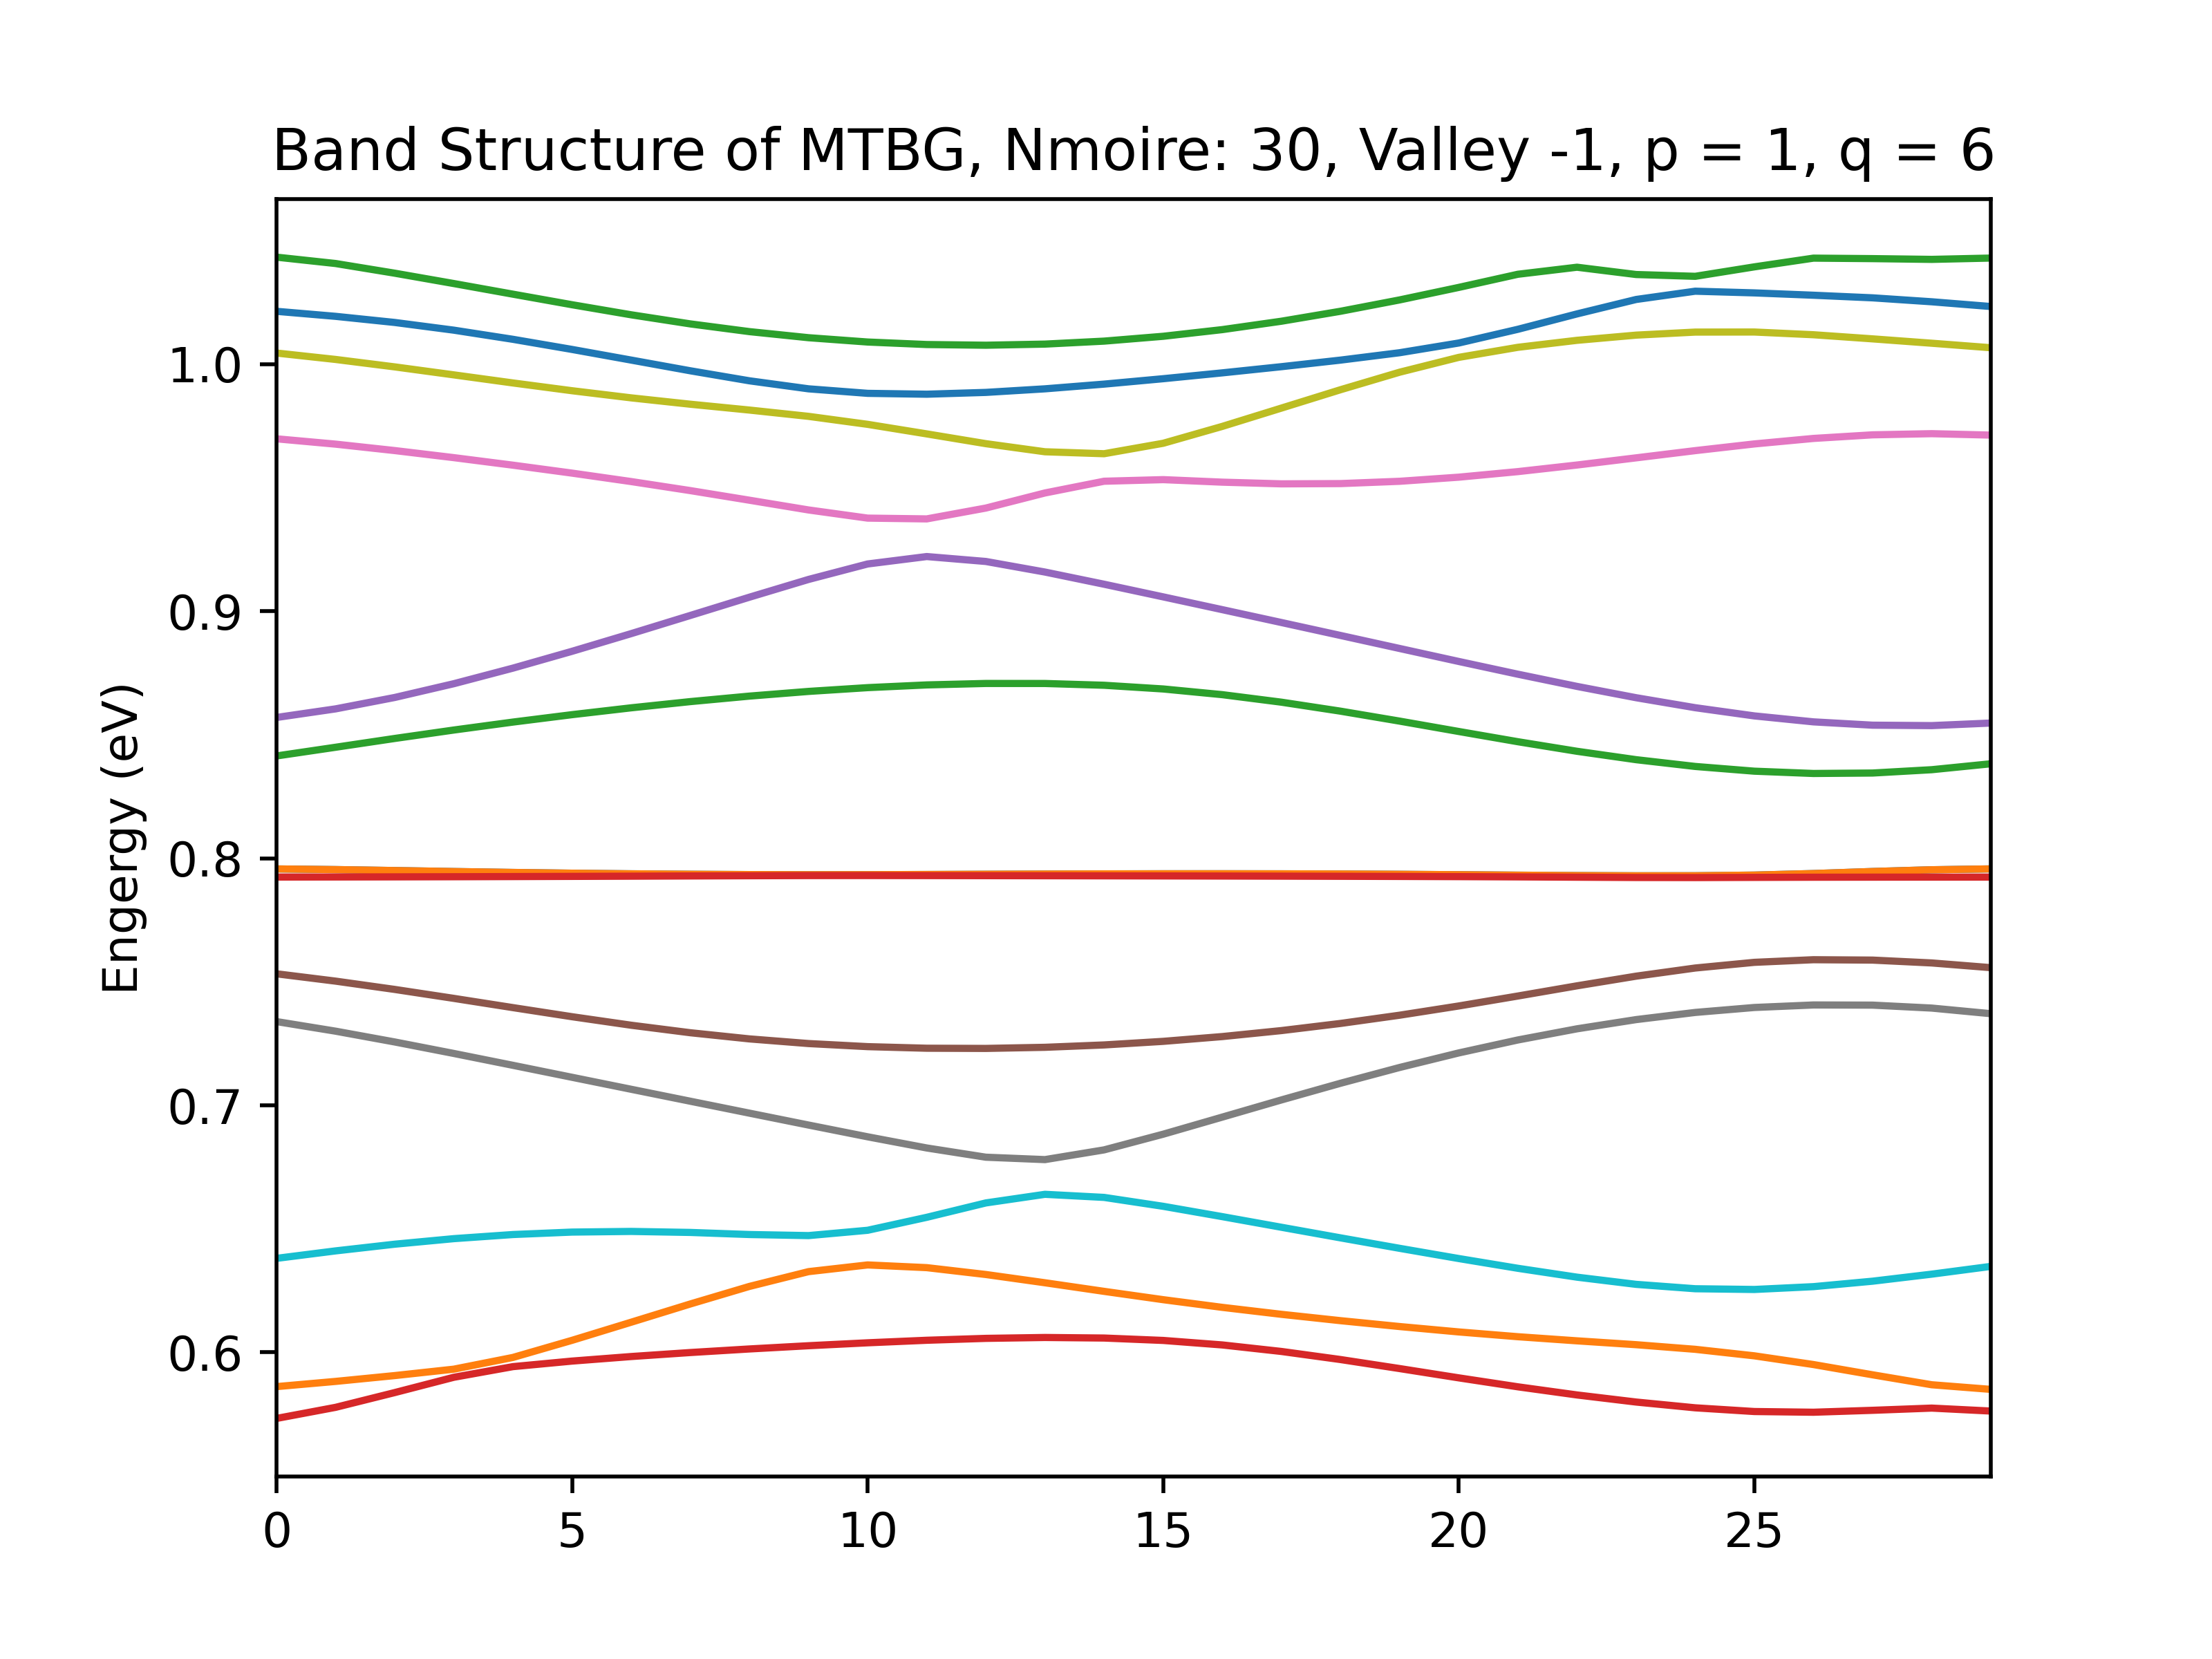 Band Structure of MTBG, Nmoire: 30, Valley -1, p = 1, q = 6
Engergy (eV)
1.0
0.9
0.8
0.7
0.6
0 5 10 15 20 25